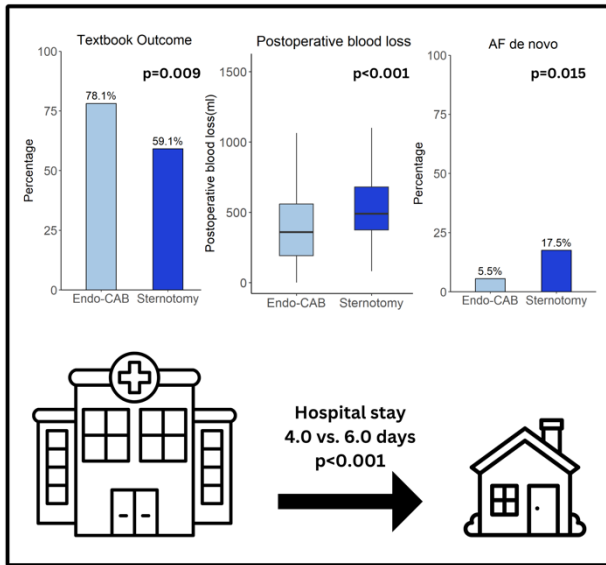 Textbook Outcome
p=0.009
Percentage
100
75
50
25
0
78.1%
59.1%
Endo-CAB Sternotomy
Postoperative blood loss
p<0.001
Postoperative blood loss(ml)
1500
1000
500
0
Endo-CAB Sternotomy
AF de novo
p=0.015
Percentage
100
75
50
25
0
5.5%
17.5%
Endo-CAB Sternotomy
Hospital stay
4.0 vs. 6.0 days
p<0.001